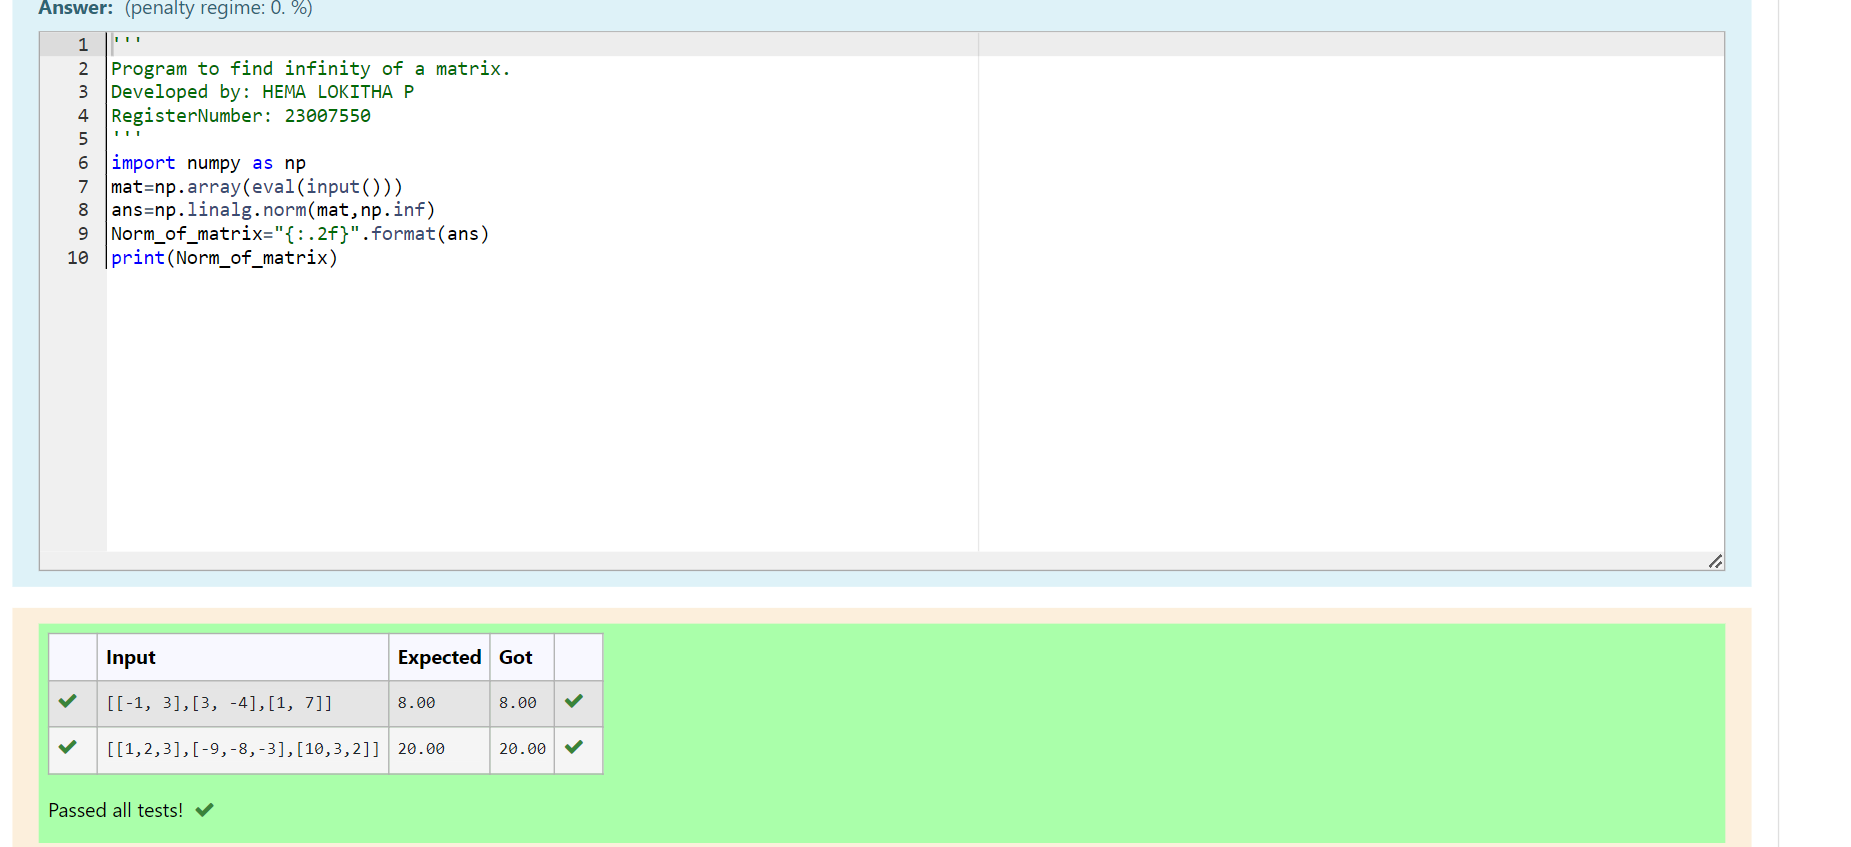 Answer: (penalty regime: 0. %)
1 '''
2 Program to find infinity of a matrix.
3 Developed by: HEMA LOKITHA P
4 RegisterNumber: 23007550
5 '''
6 import numpy as np
7 mat=np.array(eval(input()))
8 ans=np.linalg.norm(mat,np.inf)
9 Norm_of_matrix="{:.2f}".format(ans)
10 print(Norm_of_matrix)
Input Expected Got
[[-1, 3],[3, -4],[1, 7]] 8.00 8.00
[[1,2,3],[-9,-8,-3],[10,3,2]] 20.00 20.00
Passed all tests!